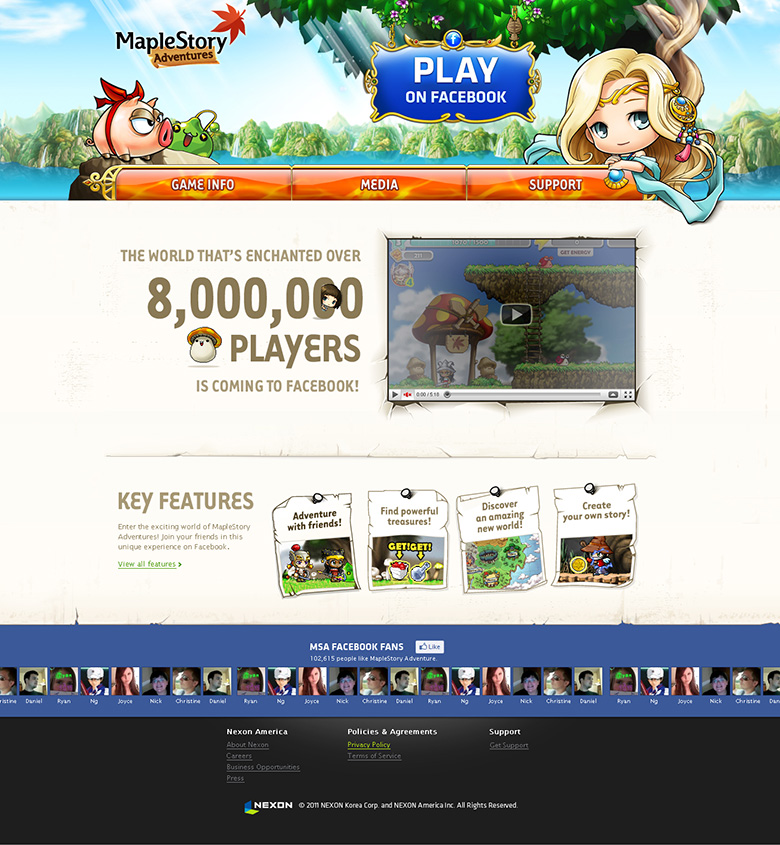 MapleStory
Adventures
f
PLAY
ON FACEBOOK
GAME INFO
MEDIA
SUPPORT
THE WORLD THAT'S ENCHANTED OVER
8,000,000
PLAYERS
IS COMING TO FACEBOOK!
GET ENERGY
0:00 / 5:18
KEY FEATURES
Enter the exciting world of MapleStory
Adventures! Join your friends in this
unique experience on Facebook.
View all features
Adventure
with friends!
Find powerful
treasures!
GET! GET!
Discover
an amazing
new world!
Create
your own story!
MSA FACEBOOK FANS
Like
102,615 people like MapleStory Adventure.
ristine Daniel Ryan Ng Joyce Nick Christine Daniel Ryan Ng Joyce Nick Christine Daniel Ryan Ng Joyce Nick Christine Daniel Ryan Ng Joyce Nick Christine Dan
Nexon America
About Nexon
Careers
Business Opportunities
Press
Policies & Agreements
Privacy Policy
Terms of Service
Support
Get Support
NEXON
© 2011 NEXON Korea Corp. and NEXON America Inc. All Rights Reserved.